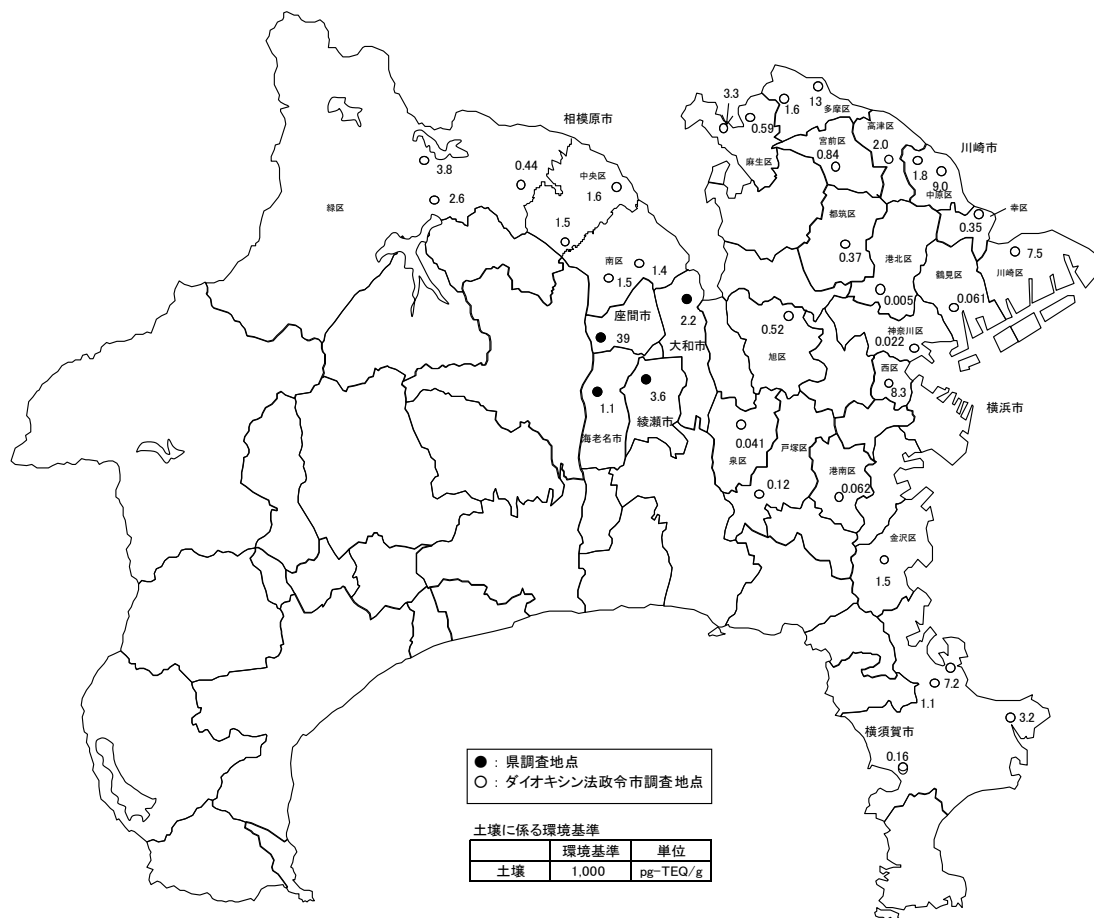 相模原市
緑区
3.8
2.6
0.44
中央区
1.6
1.5
南区
1.5
1.4
座間市
39
大和市
2.2
海老名市
1.1
綾瀬市
3.6
川崎市
3.3
0.59
麻生区
1.6
13
多摩区
宮前区
0.84
高津区
2.0
1.8
9.0
中原区
幸区
0.35
7.5
川崎区
横浜市
都筑区
0.37
港北区
0.005
鶴見区
0.061
神奈川区
0.022
西区
8.3
0.52
旭区
0.041
泉区
戸塚区
0.12
港南区
0.062
金沢区
1.5
横須賀市
7.2
1.1
3.2
0.16
● : 県調査地点
○ : ダイオキシン法政令市調査地点
土壌に係る環境基準
環境基準 単位
土壌 1,000 pg-TEQ/g